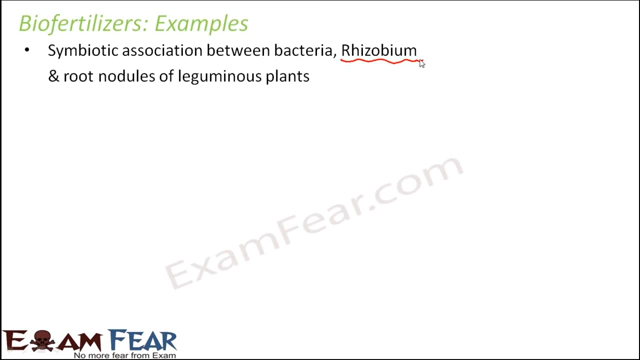 Biofertilizers: Examples
• Symbiotic association between bacteria, Rhizobium
& root nodules of leguminous plants
ExamFear.com
EXAM FEAR
No more fear from Exam